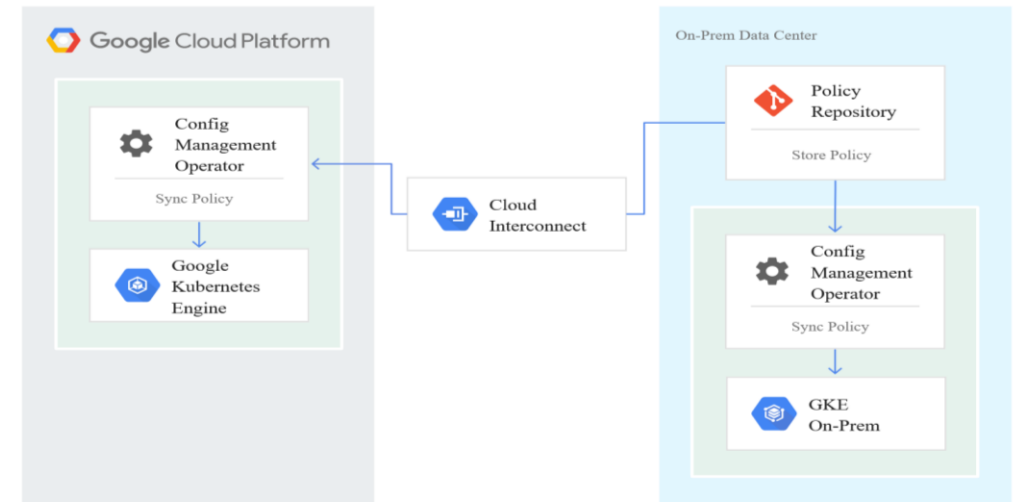 Google Cloud Platform
Config
Management
Operator
Sync Policy
Google
Kubernetes
Engine
Cloud
Interconnect
On-Prem Data Center
Policy
Repository
Store Policy
Config
Management
Operator
Sync Policy
GKE
On-Prem